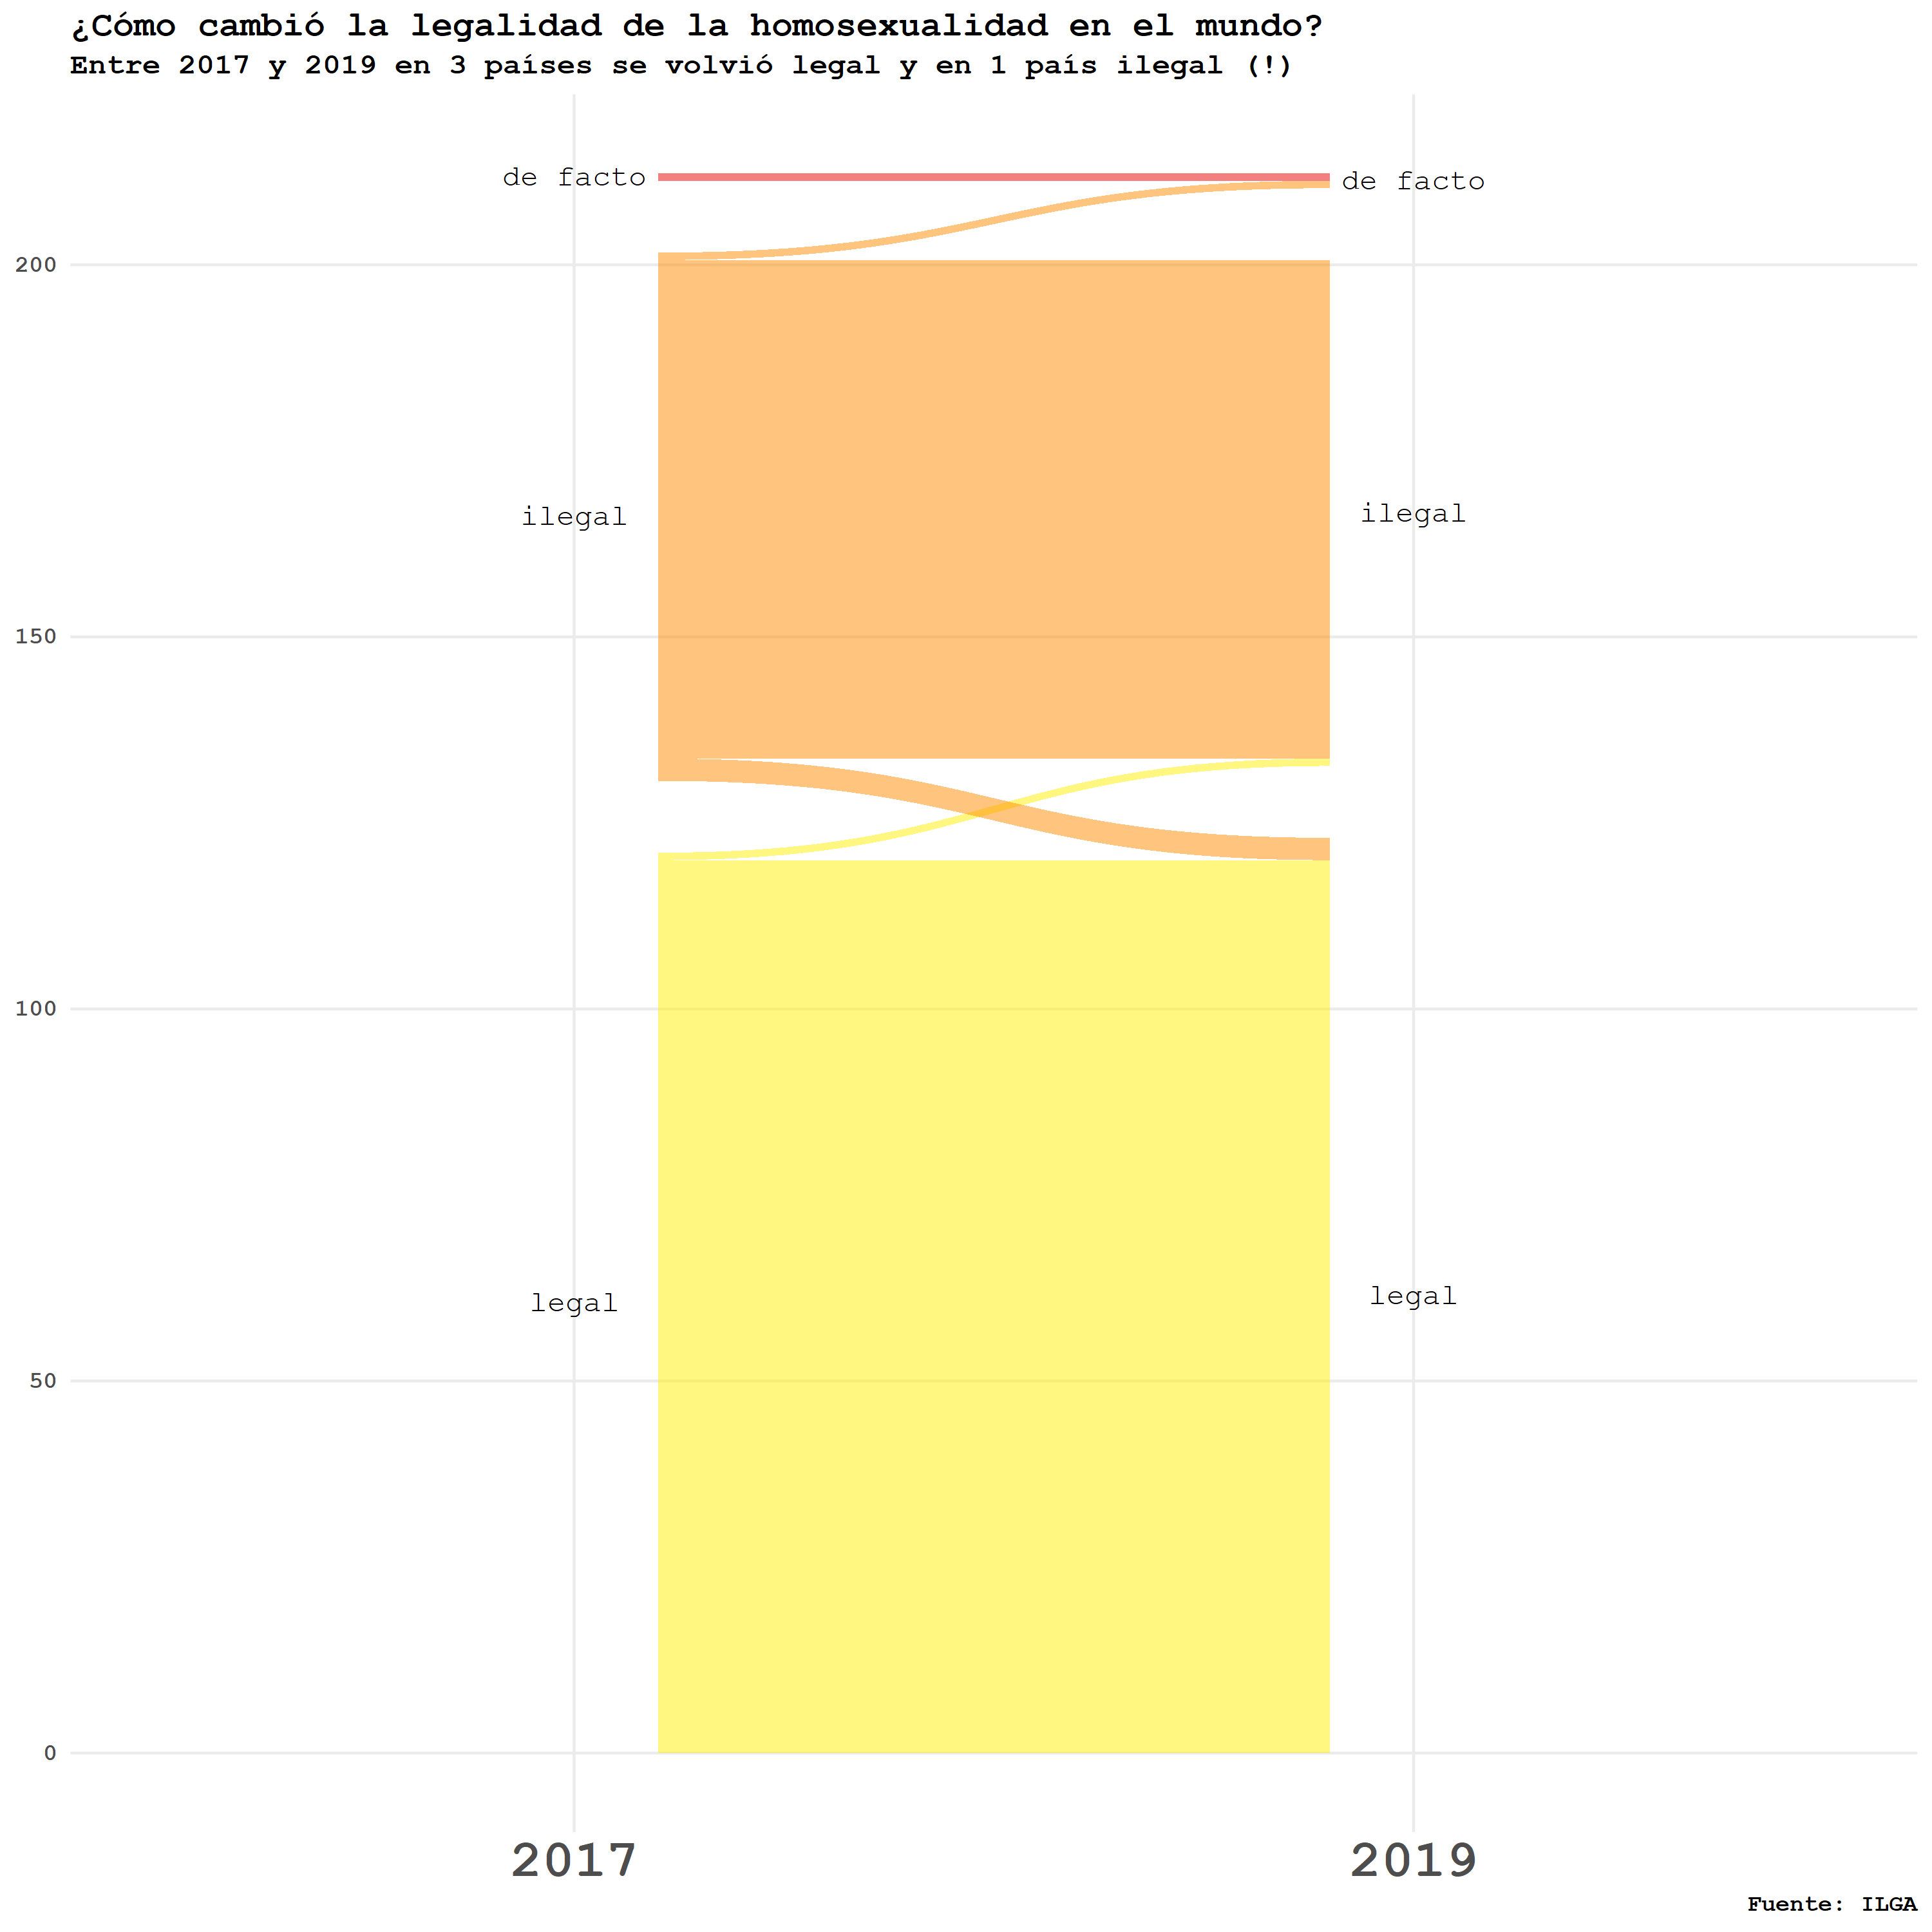 ¿Cómo cambió la legalidad de la homosexualidad en el mundo?
Entre 2017 y 2019 en 3 países se volvió legal y en 1 país ilegal (!)
de facto
de facto
200
ilegal
ilegal
150
100
legal
legal
50
0
2017
2019
Fuente: ILGA